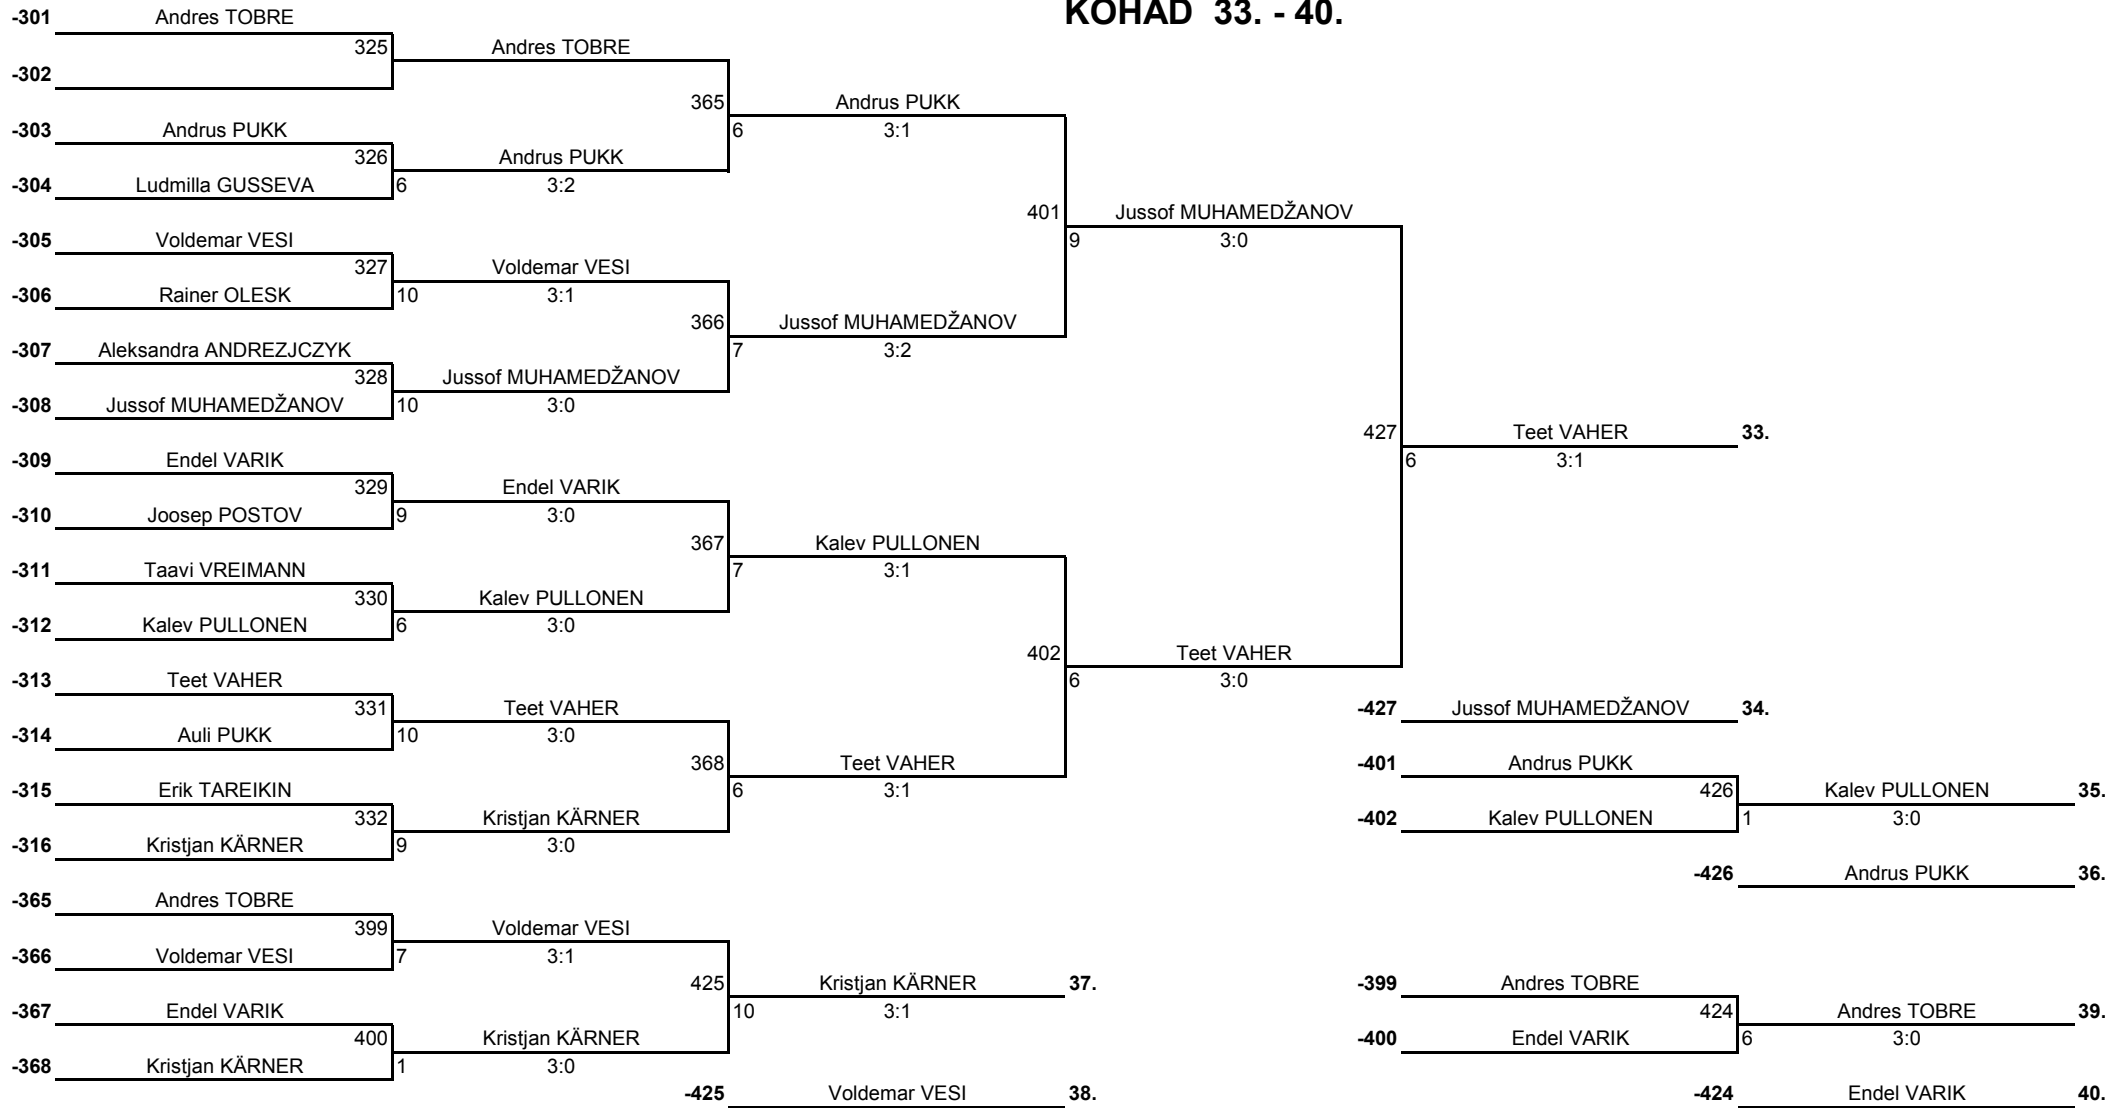 KOHAD 33. - 40.
-301 Andres TOBRE
325 Andres TOBRE
-302
365 Andrus PUKK
-303 Andrus PUKK 6 3:1
326 Andrus PUKK
-304 Ludmilla GUSSEVA 6 3:2
401 Jussof MUHAMEDŽANOV
-305 Voldemar VESI 9 3:0
327 Voldemar VESI
-306 Rainer OLESK 10 3:1
366 Jussof MUHAMEDŽANOV
-307 Aleksandra ANDREZJCZYK 7 3:2
328 Jussof MUHAMEDŽANOV
-308 Jussof MUHAMEDŽANOV 10 3:0
427 Teet VAHER 33.
-309 Endel VARIK 6 3:1
329 Endel VARIK
-310 Joosep POSTOV 9 3:0
367 Kalev PULLONEN
-311 Taavi VREIMANN 7 3:1
330 Kalev PULLONEN
-312 Kalev PULLONEN 6 3:0
402 Teet VAHER
-313 Teet VAHER 6 3:0
331 Teet VAHER -427 Jussof MUHAMEDŽANOV 34.
-314 Auli PUKK 10 3:0
368 Teet VAHER -401 Andrus PUKK
-315 Erik TAREIKIN 6 3:1 426 Kalev PULLONEN 35.
332 Kristjan KÄRNER -402 Kalev PULLONEN 1 3:0
-316 Kristjan KÄRNER 9 3:0
-426 Andrus PUKK 36.
-365 Andres TOBRE
399 Voldemar VESI
-366 Voldemar VESI 7 3:1
425 Kristjan KÄRNER 37. -399 Andres TOBRE
-367 Endel VARIK 10 3:1 424 Andres TOBRE 39.
400 Kristjan KÄRNER -400 Endel VARIK 6 3:0
-368 Kristjan KÄRNER 1 3:0
-425 Voldemar VESI 38. -424 Endel VARIK 40.